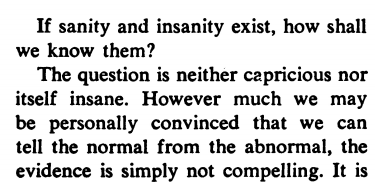 If sanity and insanity exist, how shall
we know them?
The question is neither capricious nor
itself insane. However much we may
be personally convinced that we can
tell the normal from the abnormal, the
evidence is simply not compelling. It is